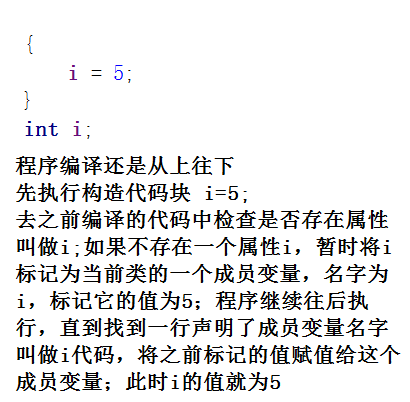 {
i = 5;
}
int i;
程序编译还是从上往下
先执行构造代码块 i=5;
去之前编译的代码中检查是否存在属性
叫做i;如果不存在一个属性i，暂时将i
标记为当前类的一个成员变量，名字为
i，标记它的值为5；程序继续往后执
行，直到找到一行声明了成员变量名字
叫做i代码，将之前标记的值赋值给这个
成员变量；此时i的值就为5